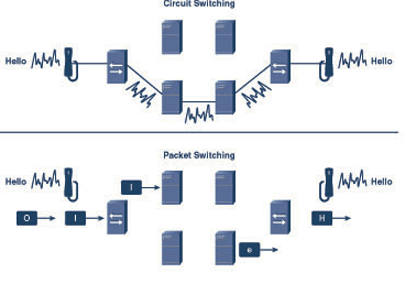 Circuit Switching
Hello
Hello
Packet Switching
l
Hello
Hello
O
l
H
e